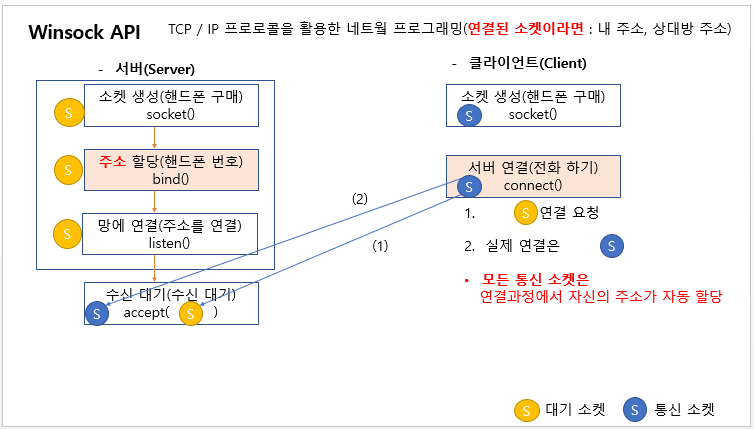 Winsock API
TCP / IP 프로로콜을 활용한 네트웤 프로그래밍(연결된 소켓이라면 : 내 주소, 상대방 주소)
- 서버(Server)
소켓 생성(핸드폰 구매)
S
socket()
주소 할당(핸드폰 번호)
S
bind()
망에 연결(주소를 연결)
S
listen()
수신 대기(수신 대기)
S
accept( S )
(2)
(1)
- 클라이언트(Client)
소켓 생성(핸드폰 구매)
S
socket()
서버 연결(전화 하기)
S
connect()
1. S 연결 요청
2. 실제 연결은 S
• 모든 통신 소켓은
연결과정에서 자신의 주소가 자동 할당
S 대기 소켓
S 통신 소켓